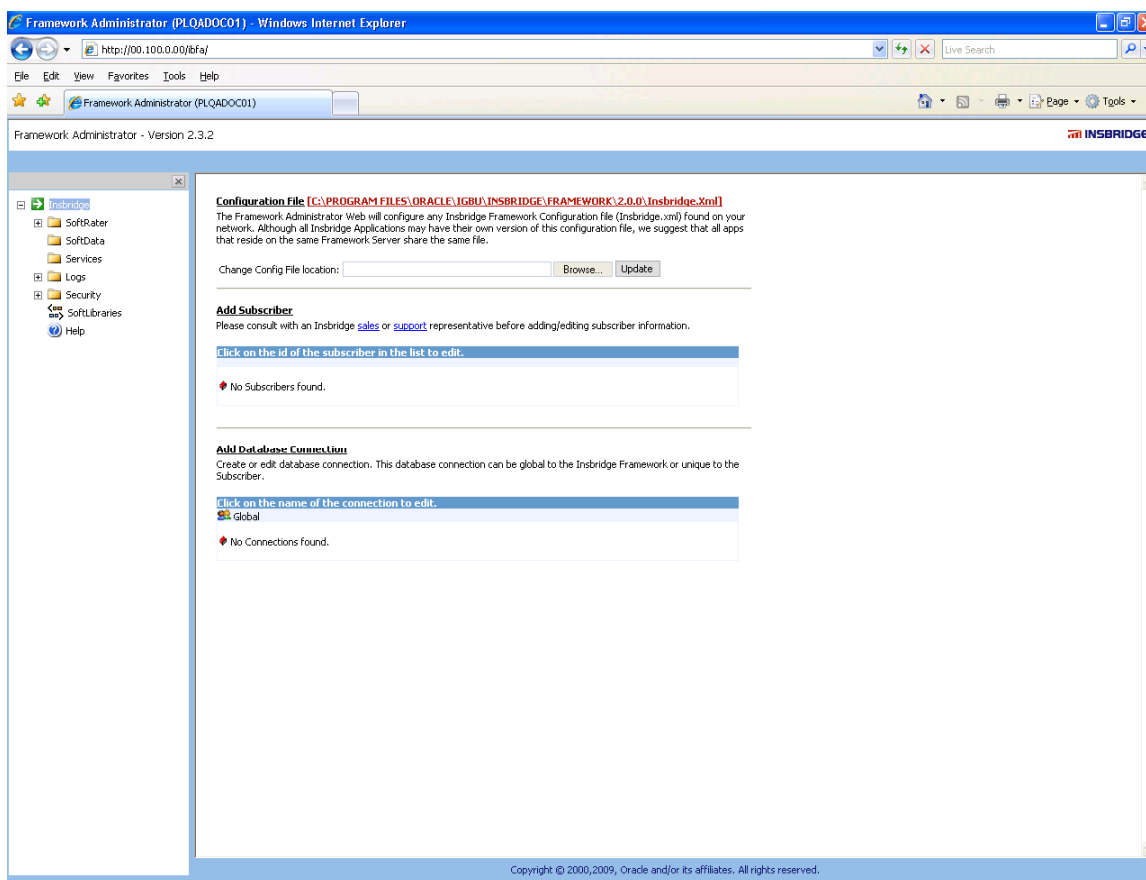 Framework Administrator (PLQADOC01) - Windows Internet Explorer
http://00.100.0.00/ibfa/
Live Search
File Edit View Favorites Tools Help
Framework Administrator (PLQADOC01)
Page Tools
Framework Administrator - Version 2.3.2
INSBRIDGE
Insbridge
SoftRater
SoftData
Services
Logs
Security
SoftLibraries
Help
Configuration File [C:\PROGRAM FILES\ORACLE\IGBU\INSBRIDGE\FRAMEWORK\2.0.0\Insbridge.Xml]
The Framework Administrator Web will configure any Insbridge Framework Configuration file (Insbridge.xml) found on your
network. Although all Insbridge Applications may have their own version of this configuration file, we suggest that all apps
that reside on the same Framework Server share the same file.
Change Config File location: Browse... Update
Add Subscriber
Please consult with an Insbridge sales or support representative before adding/editing subscriber information.
Click on the id of the subscriber in the list to edit.
No Subscribers found.
Add Database Connection
Create or edit database connection. This database connection can be global to the Insbridge Framework or unique to the
Subscriber.
Click on the name of the connection to edit.
Global
No Connections found.
Copyright © 2000,2009, Oracle and/or its affiliates. All rights reserved.